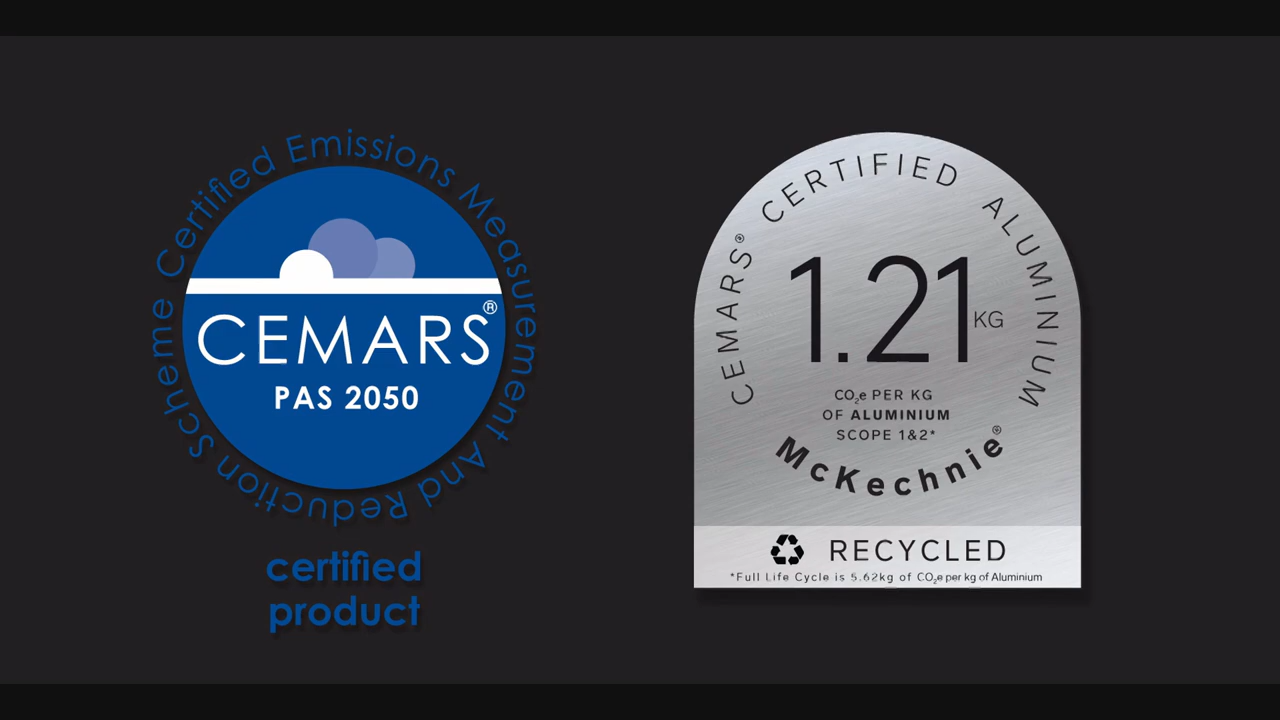 Certified Emissions Measurement And Reduction Scheme
CEMARS®
PAS 2050
certified
product
CEMARS® CERTIFIED ALUMINIUM
1.21 KG
CO₂e PER KG
OF ALUMINIUM
SCOPE 1&2*
McKechnie®
RECYCLED
*Full Life Cycle is 5.62kg of CO₂e per kg of Aluminium